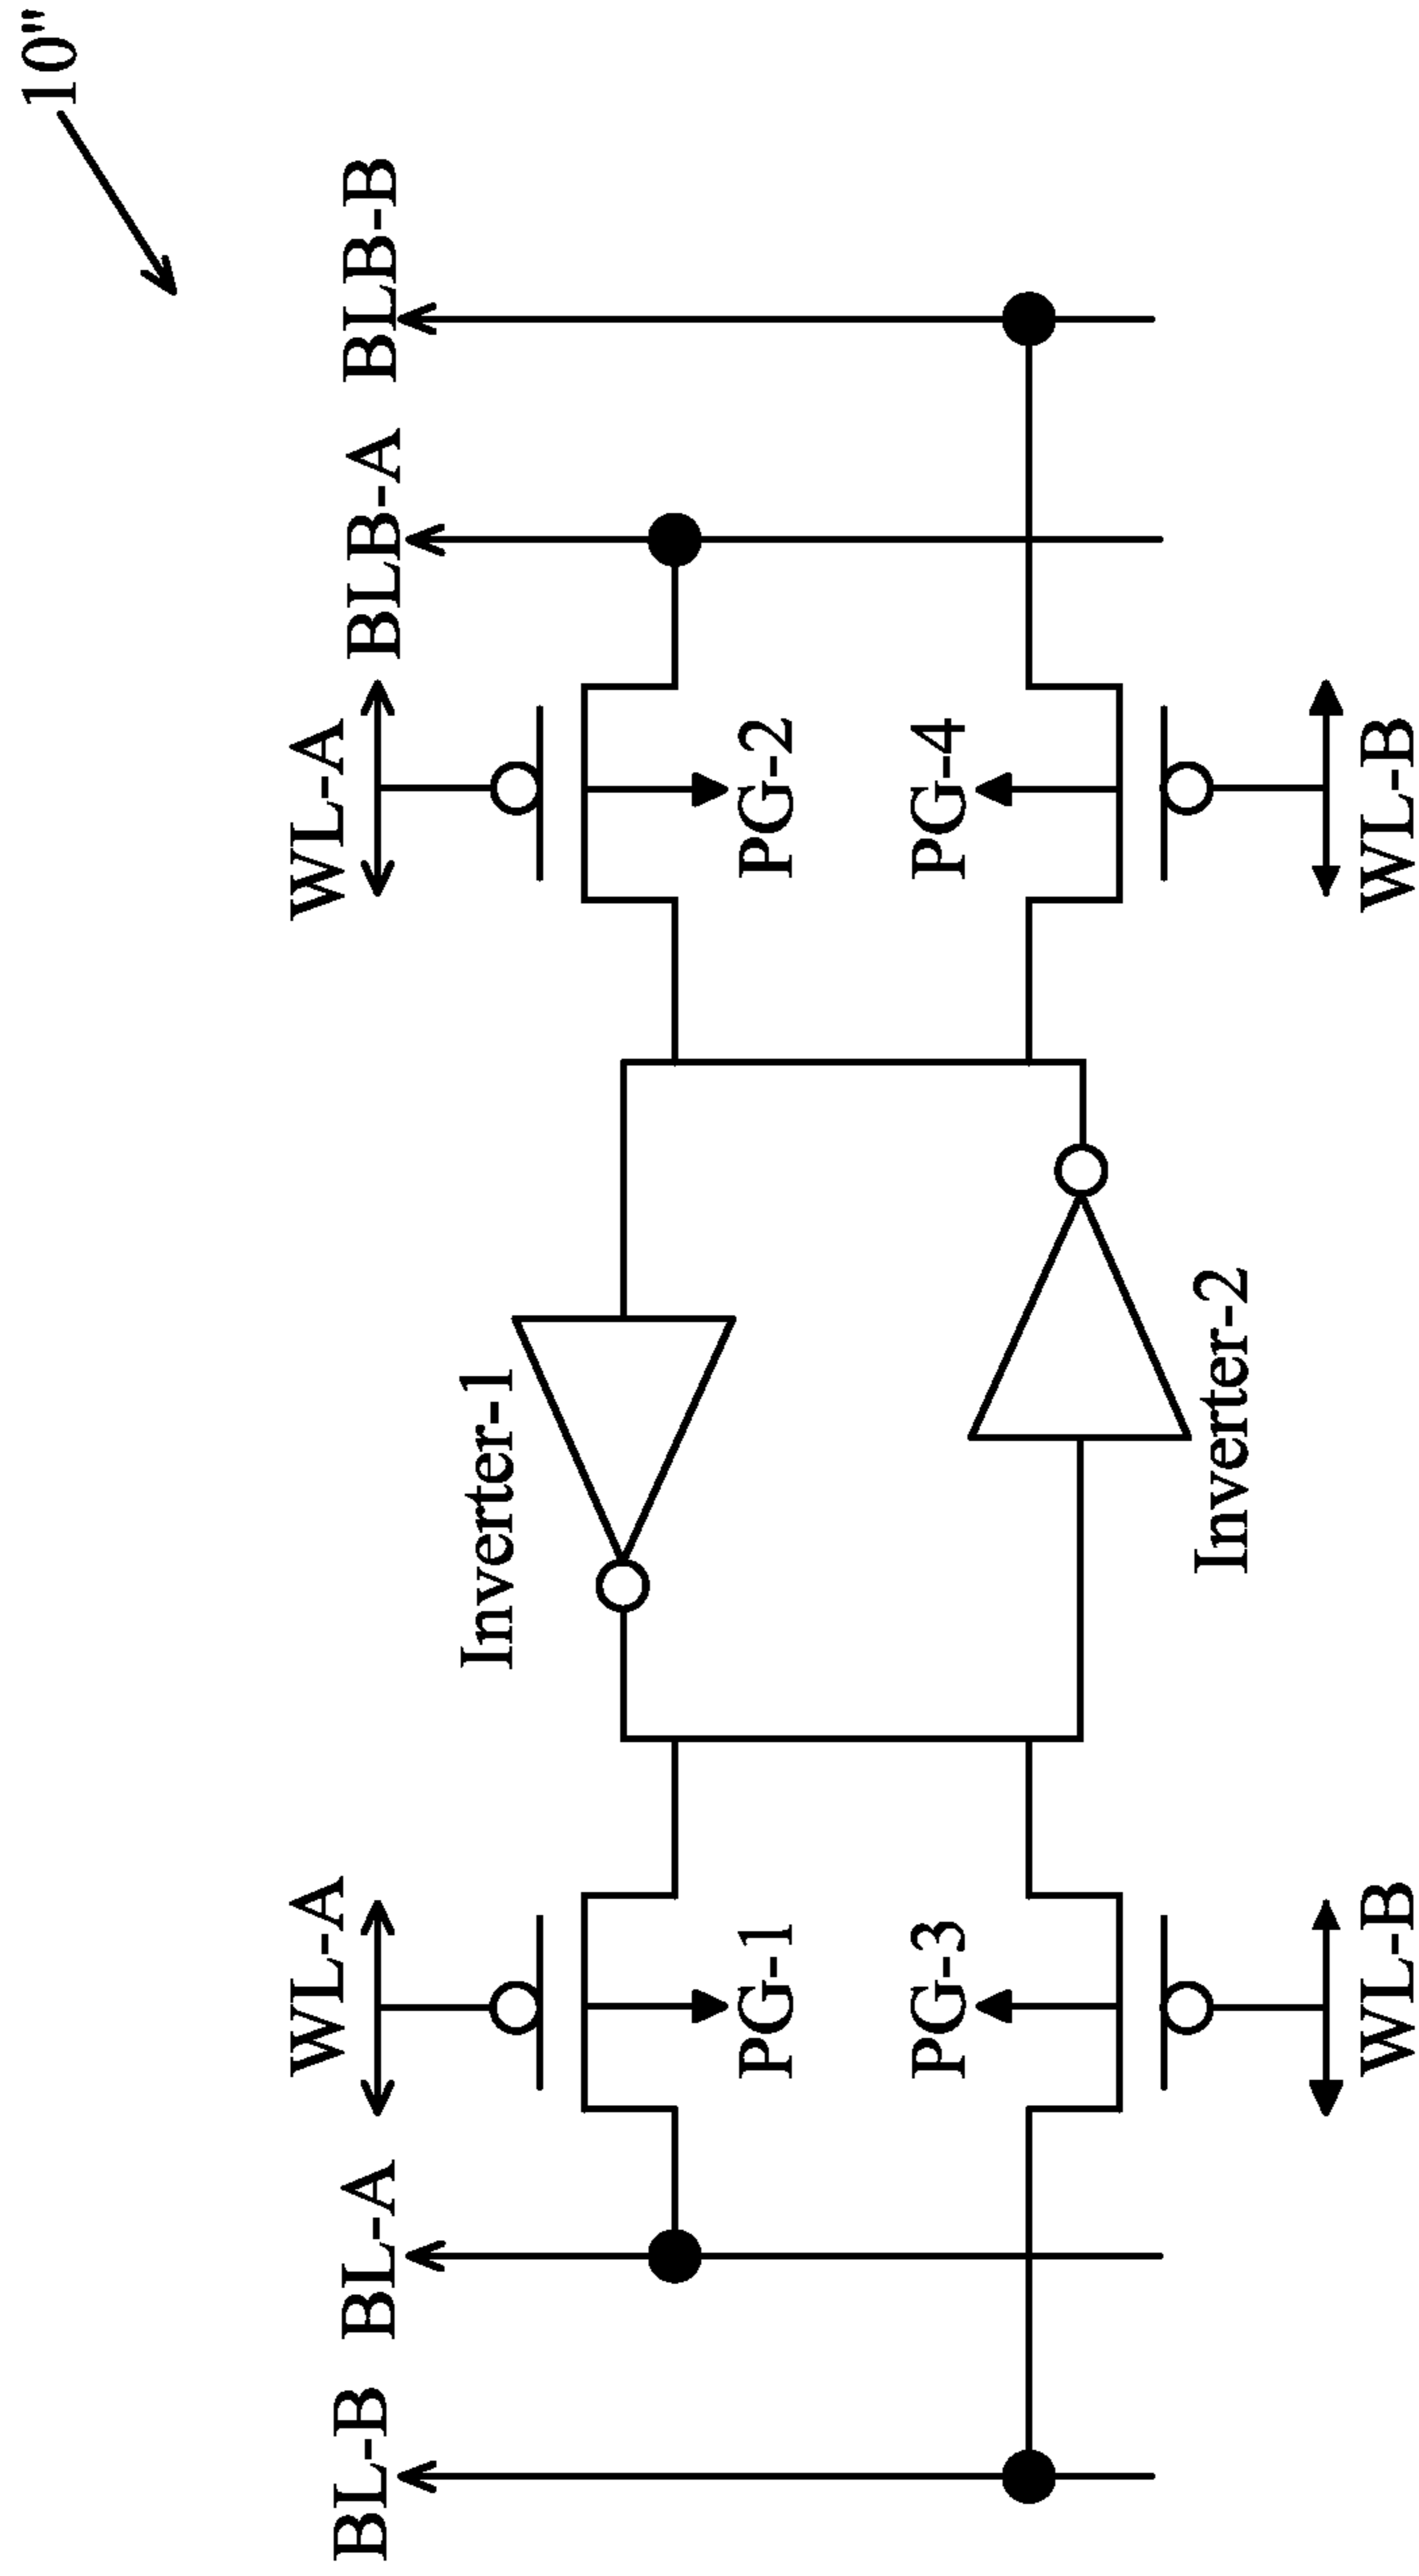 10"
BL-B
BL-A
WL-A
WL-A
BLB-A
BLB-B
Inverter-1
PG-1
PG-2
PG-3
PG-4
Inverter-2
WL-B
WL-B